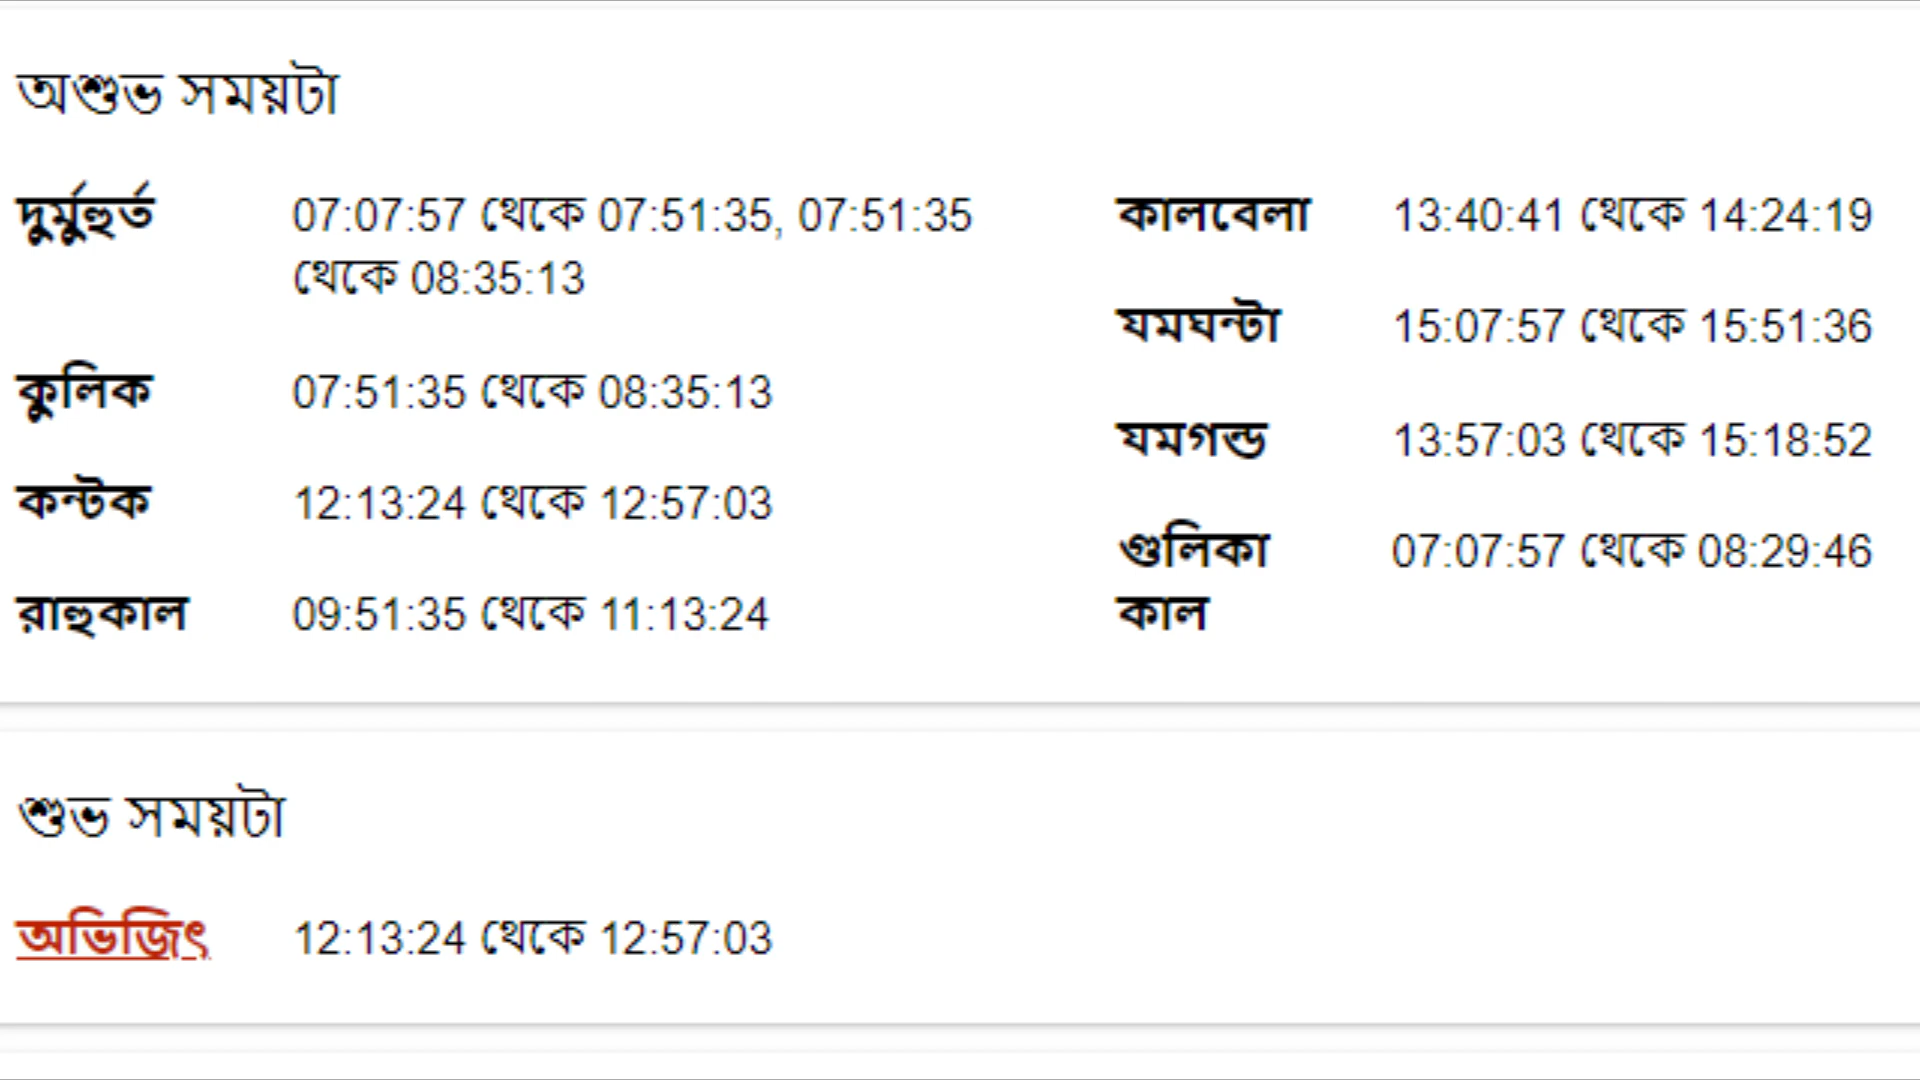 অশুভ সময়টা
দুর্মুহুর্ত 07:07:57 থেকে 07:51:35, 07:51:35
থেকে 08:35:13
কুলিক 07:51:35 থেকে 08:35:13
কন্টক 12:13:24 থেকে 12:57:03
রাহুকাল 09:51:35 থেকে 11:13:24
কালবেলা 13:40:41 থেকে 14:24:19
যমঘন্টা 15:07:57 থেকে 15:51:36
যমগন্ড 13:57:03 থেকে 15:18:52
গুলিকা 07:07:57 থেকে 08:29:46
কাল
শুভ সময়টা
অভিজিৎ 12:13:24 থেকে 12:57:03